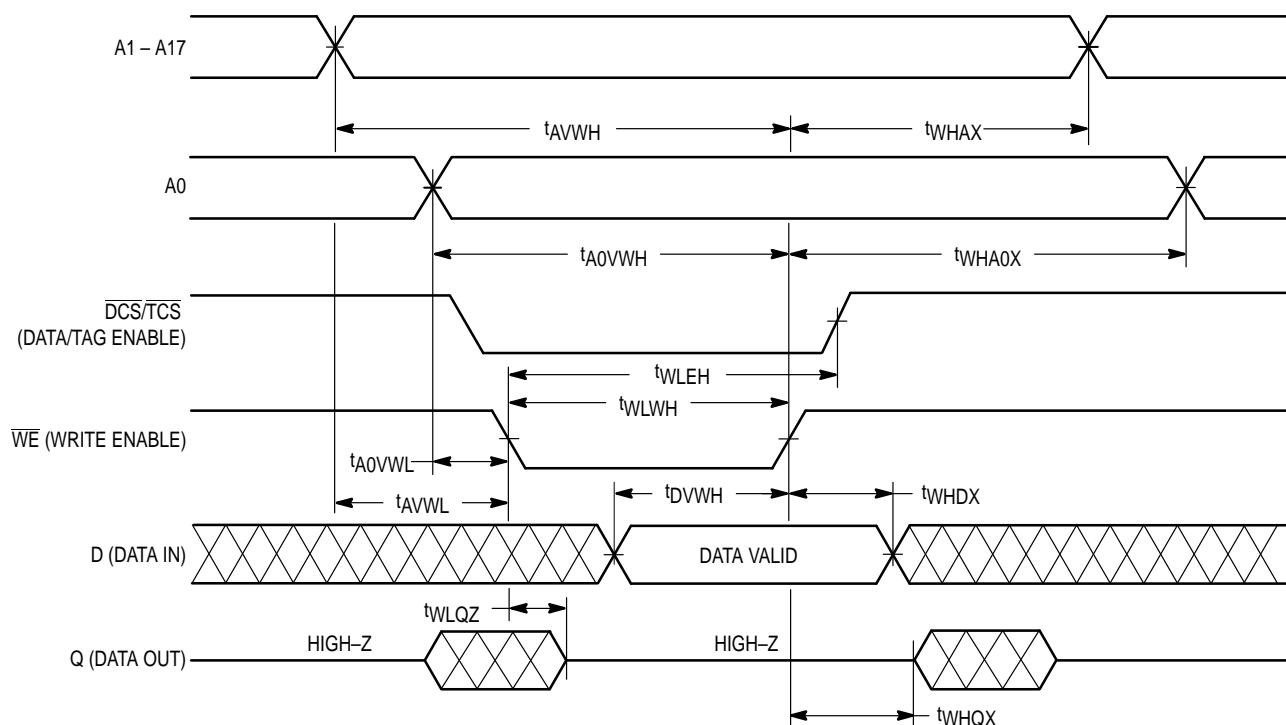 A1 – A17
tAVWH
tWHAX
A0
tA0VWH
tWHA0X
DCS/TCS
(DATA/TAG ENABLE)
tWLEH
tWLWH
WE (WRITE ENABLE)
tA0VWL
tAVWL
tDVWH
tWHDX
D (DATA IN)
DATA VALID
tWLQZ
Q (DATA OUT)
HIGH–Z
HIGH–Z
tWHQX